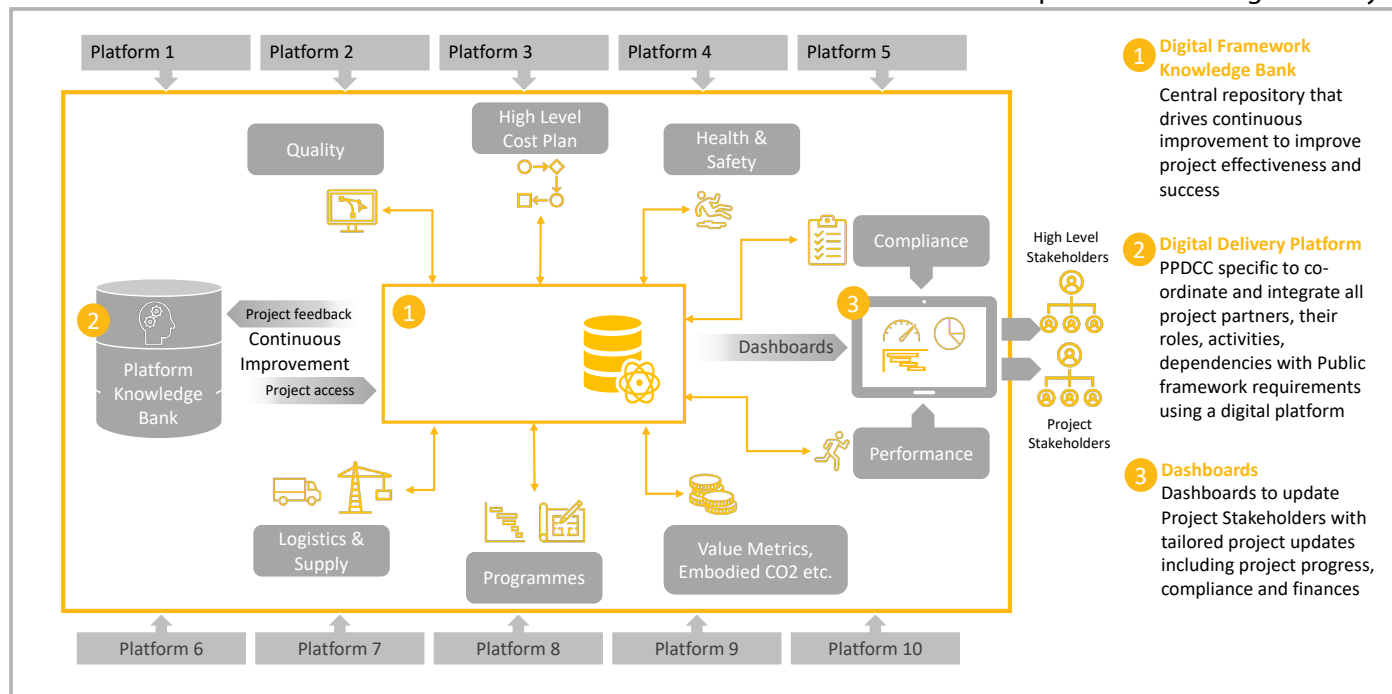 Platform 1
Platform 2
Platform 3
Platform 4
Platform 5
Quality
High Level
Cost Plan
Health &
Safety
Compliance
1
2
3
Project feedback
Continuous
Improvement
Project access
Platform
Knowledge
Bank
Dashboards
High Level
Stakeholders
Project
Stakeholders
Performance
Logistics &
Supply
Programmes
Value Metrics,
Embodied CO2 etc.
Platform 6
Platform 7
Platform 8
Platform 9
Platform 10
1
Digital Framework
Knowledge Bank
Central repository that
drives continuous
improvement to improve
project effectiveness and
success
2
Digital Delivery Platform
PPDCC specific to co-
ordinate and integrate all
project partners, their
roles, activities,
dependencies with Public
framework requirements
using a digital platform
3
Dashboards
Dashboards to update
Project Stakeholders with
tailored project updates
including project progress,
compliance and finances